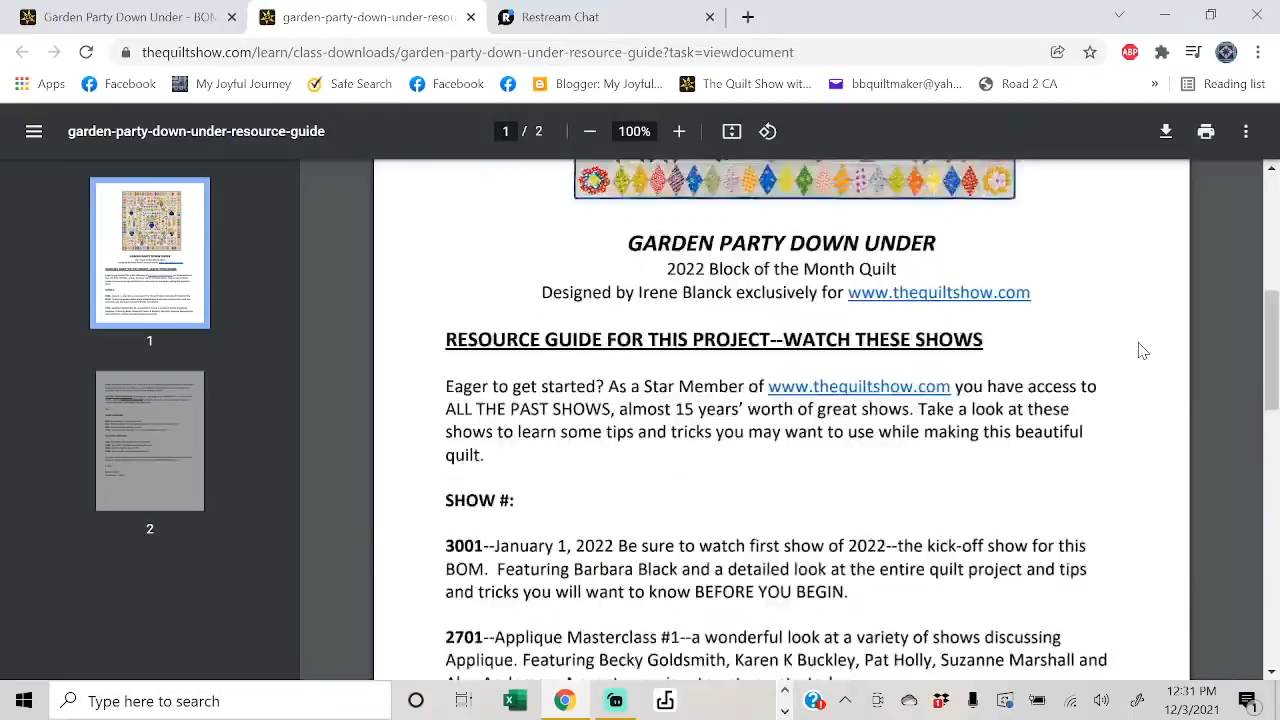 Garden Party Down Under - 'BON
garden-party-down-under-resou
Restream Chat
thequiltshow.com/learn/class-downloads/garden-party-down-under-resource-guide?task=viewdocument
ABP
Apps
Facebook
My Joyful Journey
Safe Search
Facebook
Blogger: My Joyful...
The Quilt Show wit...
bbquiltmaker@yah...
Road 2 CA
»
Reading list
garden-party-down-under-resource-guide
1 / 2
100%
1
2
GARDEN PARTY DOWN UNDER
2022 Block of the Month Quilt
Designed by Irene Blanck exclusively for www.thequiltshow.com
RESOURCE GUIDE FOR THIS PROJECT--WATCH THESE SHOWS
Eager to get started? As a Star Member of www.thequiltshow.com you have access to
ALL THE PAST SHOWS, almost 15 years' worth of great shows. Take a look at these
shows to learn some tips and tricks you may want to use while making this beautiful
quilt.
SHOW #:
3001--January 1, 2022 Be sure to watch first show of 2022--the kick-off show for this
BOM. Featuring Barbara Black and a detailed look at the entire quilt project and tips
and tricks you will want to know BEFORE YOU BEGIN.
2701--Applique Masterclass #1--a wonderful look at a variety of shows discussing
Applique. Featuring Becky Goldsmith, Karen K Buckley, Pat Holly, Suzanne Marshall and
Type here to search
12:31 PM
12/3/2021